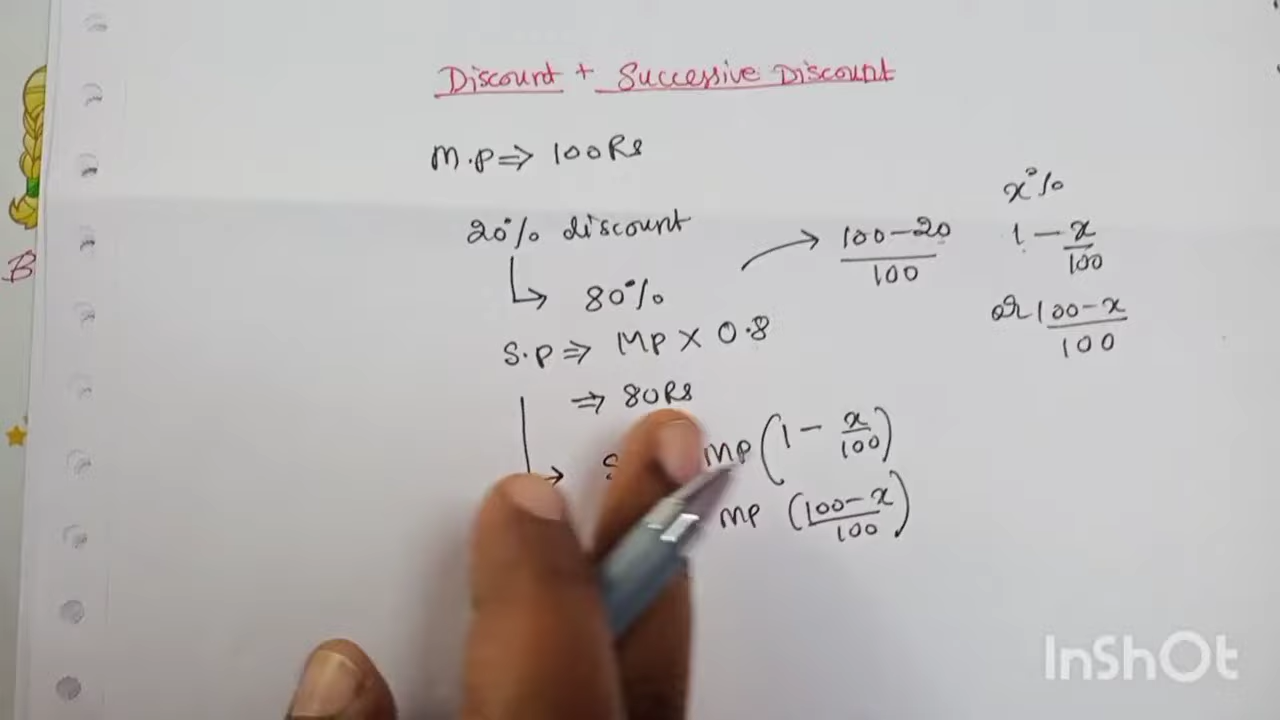 Discount + Successive Discount
M.P ⇒ 100Rs
20% discount
↳ 80%
→ 100-20/100
x%
1 - x/100
or 100-x/100
S.P ⇒ MP × 0.8
⇒ 80Rs
MP (1 - x/100)
MP (100-x/100)
B
InShOt